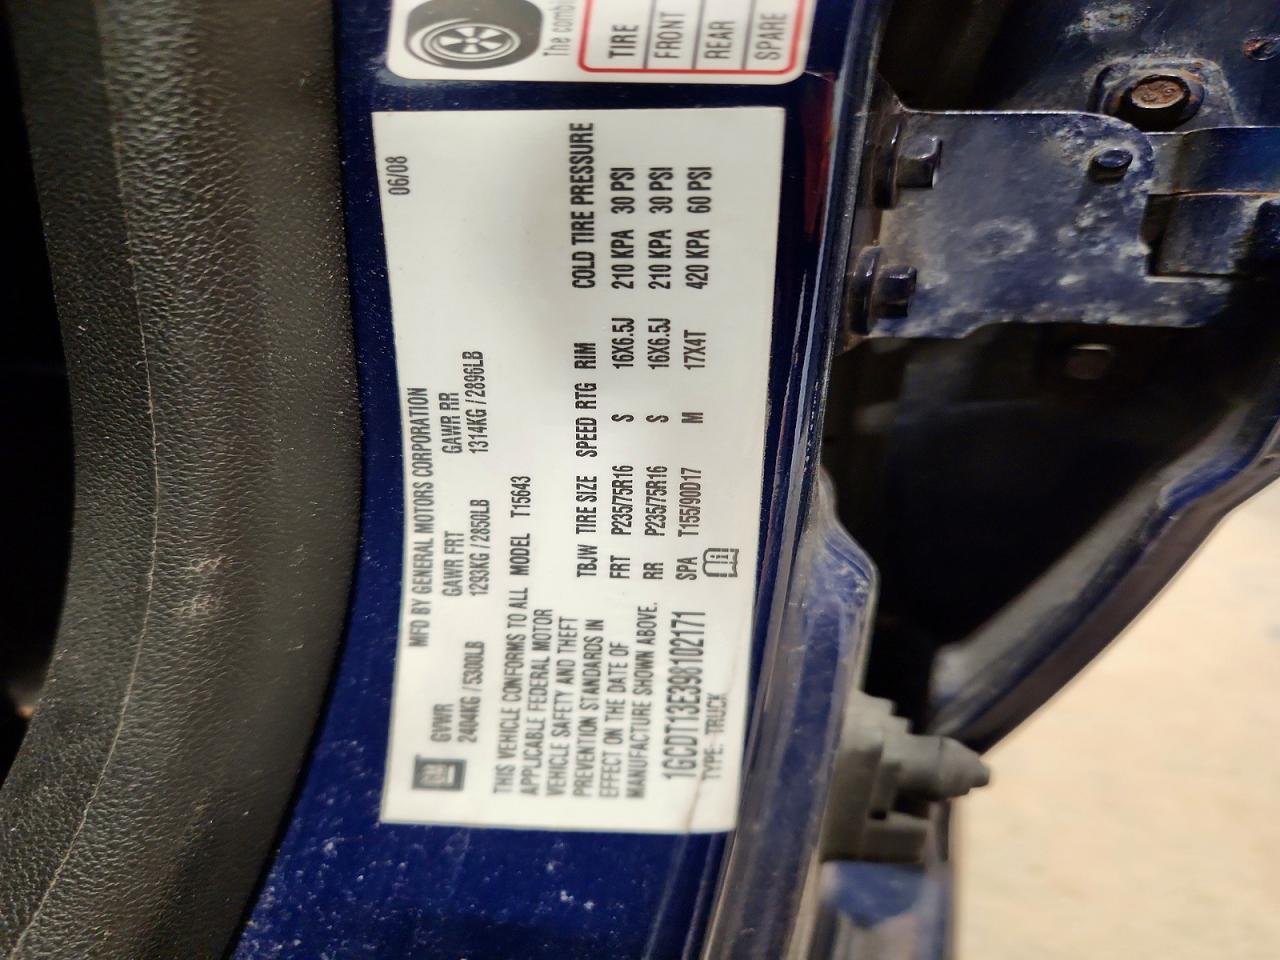 06/08
MFD BY GENERAL MOTORS CORPORATION
GM
GVWR GAWR FRT GAWR RR
2404KG / 5300LB 1293KG / 2850LB 1314KG / 2896LB
THIS VEHICLE CONFORMS TO ALL
APPLICABLE FEDERAL MOTOR
VEHICLE SAFETY AND THEFT
PREVENTION STANDARDS IN
EFFECT ON THE DATE OF
MANUFACTURE SHOWN ABOVE.
1GCDT13E398102171
TYPE: TRUCK
MODEL T15643
TBJW TIRE SIZE SPEED RTG RIM COLD TIRE PRESSURE
FRT P235/75R16 S 16X6.5J 210 KPA 30 PSI
RR P235/75R16 S 16X6.5J 210 KPA 30 PSI
SPA T155/90D17 M 17X4T 420 KPA 60 PSI
The combi
TIRE
FRONT
REAR
SPARE